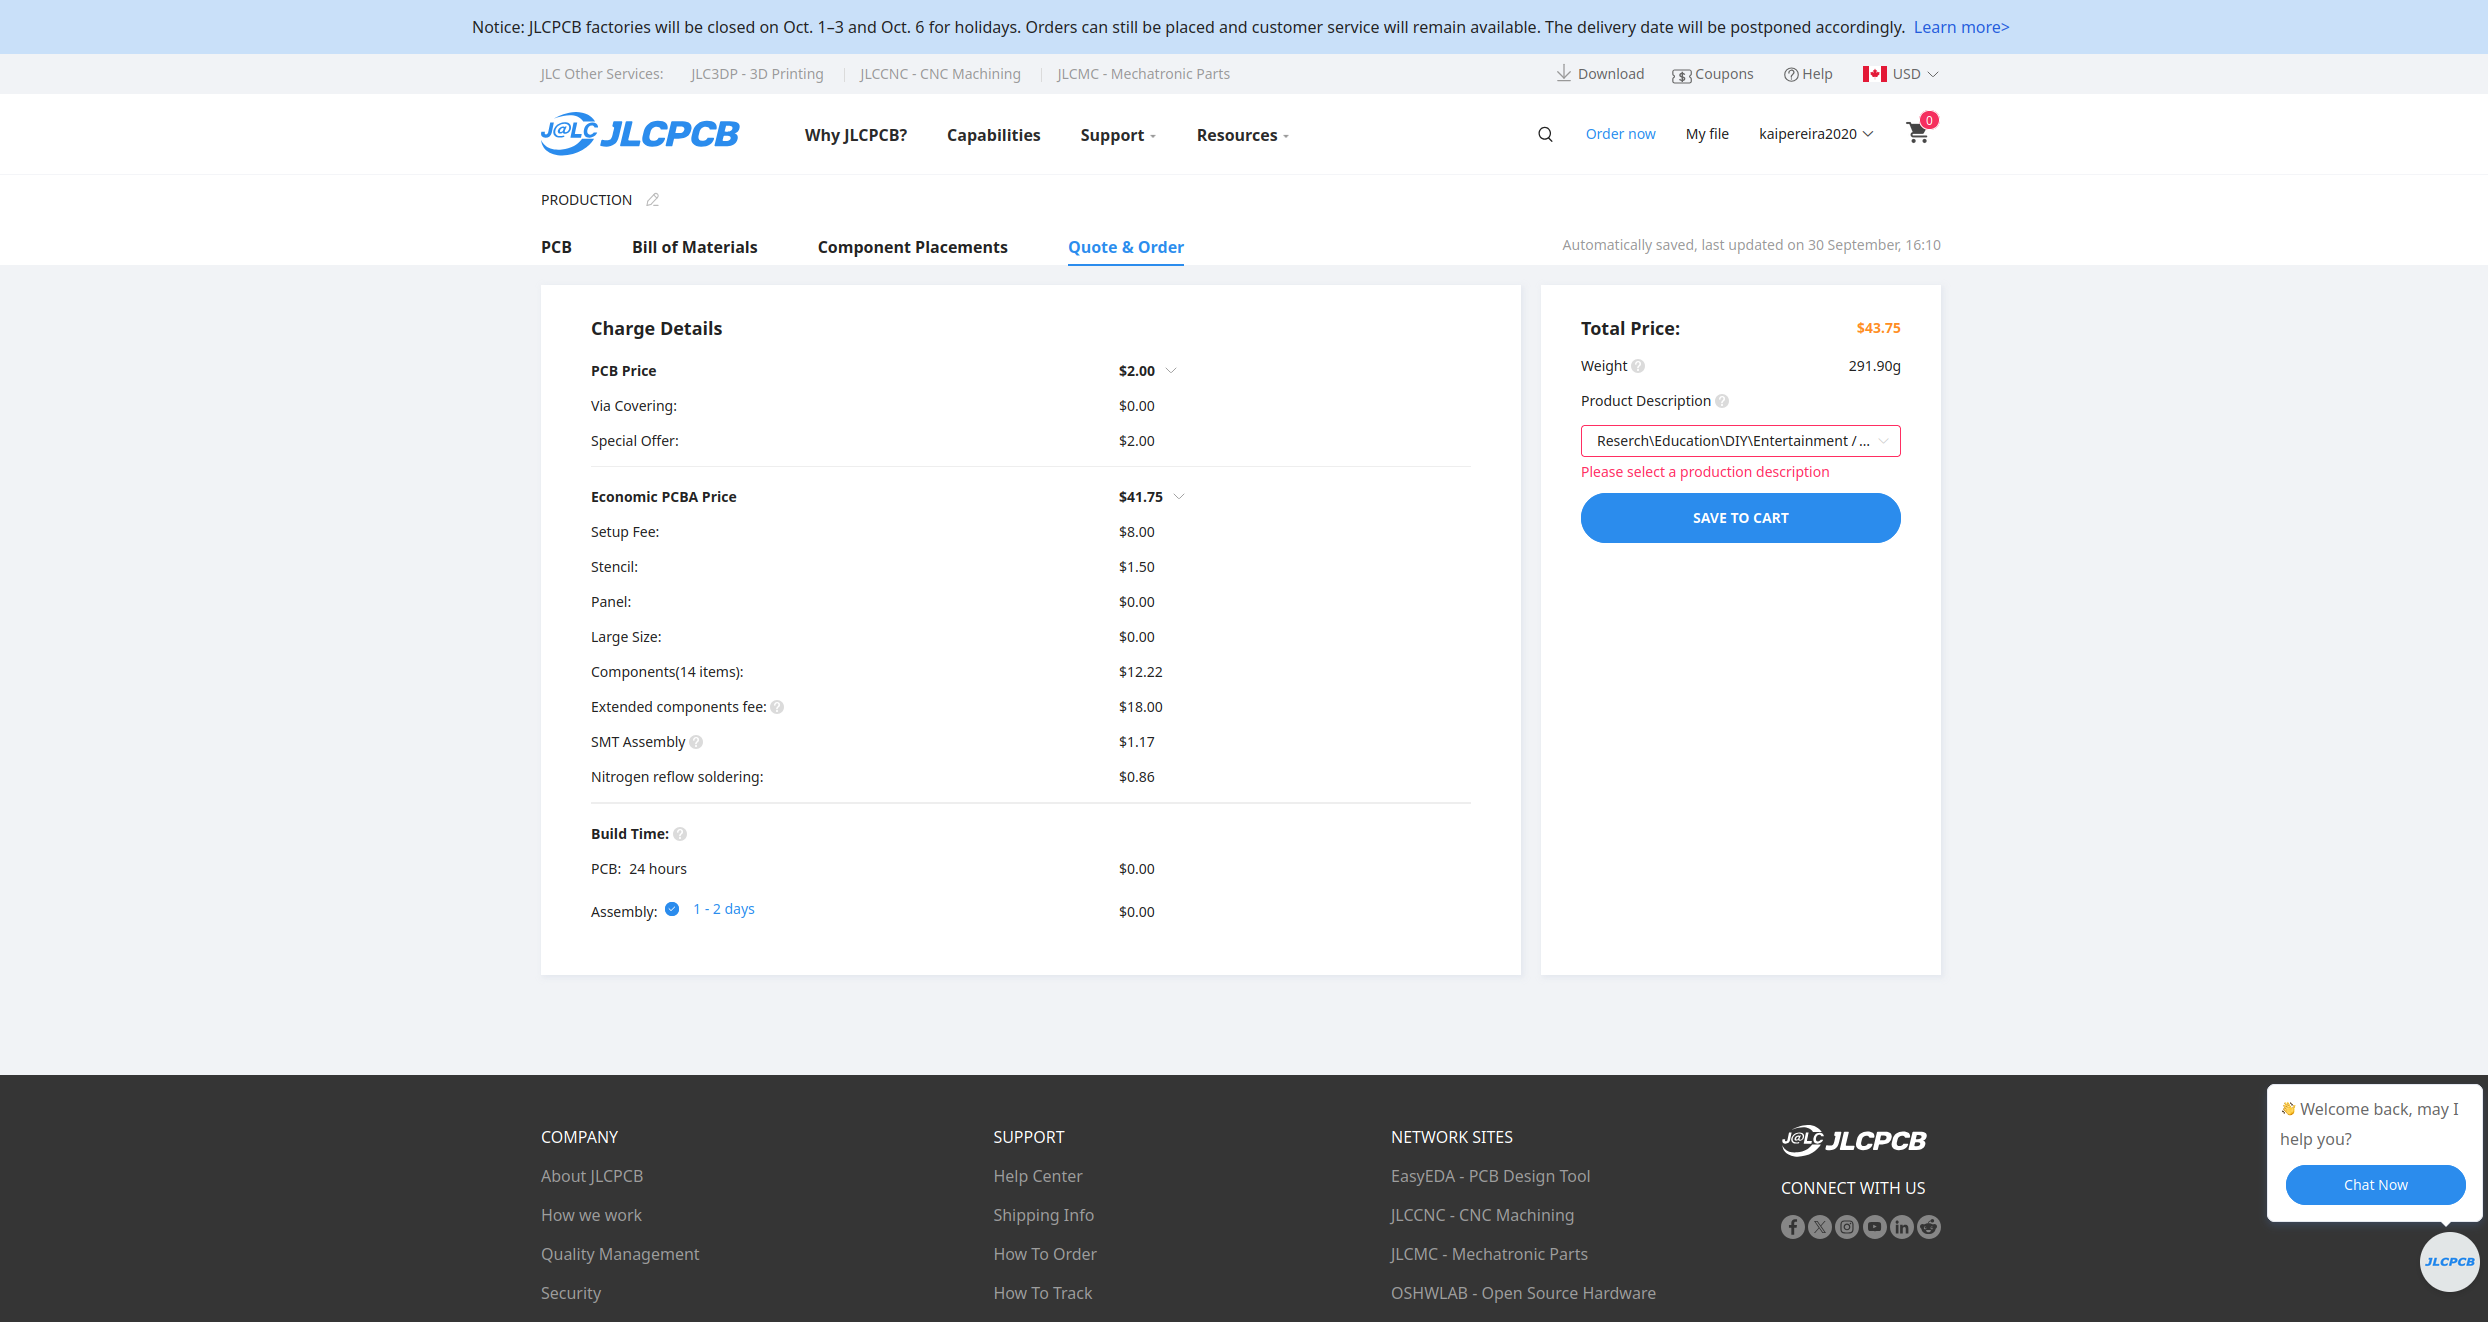 Notice: JLCPCB factories will be closed on Oct. 1–3 and Oct. 6 for holidays. Orders can still be placed and customer service will remain available. The delivery date will be postponed accordingly. Learn more>
JLC Other Services: JLC3DP - 3D Printing JLCCNC - CNC Machining JLCMC - Mechatronic Parts Download Coupons Help USD
J@LC JLCPCB Why JLCPCB? Capabilities Support Resources Order now My file kaipereira2020 0
PRODUCTION
PCB Bill of Materials Component Placements Quote & Order Automatically saved, last updated on 30 September, 16:10
Charge Details
PCB Price $2.00
Via Covering: $0.00
Special Offer: $2.00
Economic PCBA Price $41.75
Setup Fee: $8.00
Stencil: $1.50
Panel: $0.00
Large Size: $0.00
Components(14 items): $12.22
Extended components fee: $18.00
SMT Assembly $1.17
Nitrogen reflow soldering: $0.86
Build Time:
PCB: 24 hours $0.00
Assembly: 1 - 2 days $0.00
Total Price: $43.75
Weight 291.90g
Product Description
Reserch\Education\DIY\Entertainment / ...
Please select a production description
SAVE TO CART
COMPANY
About JLCPCB
How we work
Quality Management
Security
SUPPORT
Help Center
Shipping Info
How To Order
How To Track
NETWORK SITES
EasyEDA - PCB Design Tool
JLCCNC - CNC Machining
JLCMC - Mechatronic Parts
OSHWLAB - Open Source Hardware
J@LC JLCPCB
CONNECT WITH US
👋 Welcome back, may I
help you?
Chat Now
JLCPCB